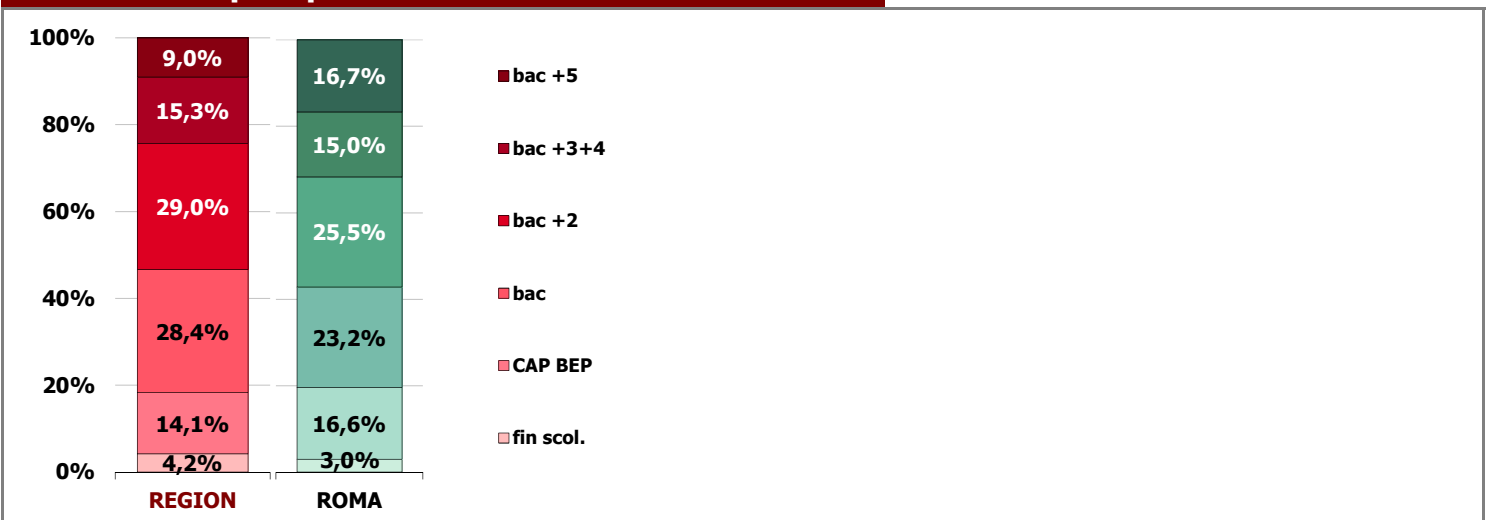 100%
80%
60%
40%
20%
0%
9,0%
15,3%
29,0%
28,4%
14,1%
4,2%
REGION
16,7%
15,0%
25,5%
23,2%
16,6%
3,0%
ROMA
bac +5
bac +3+4
bac +2
bac
CAP BEP
fin scol.